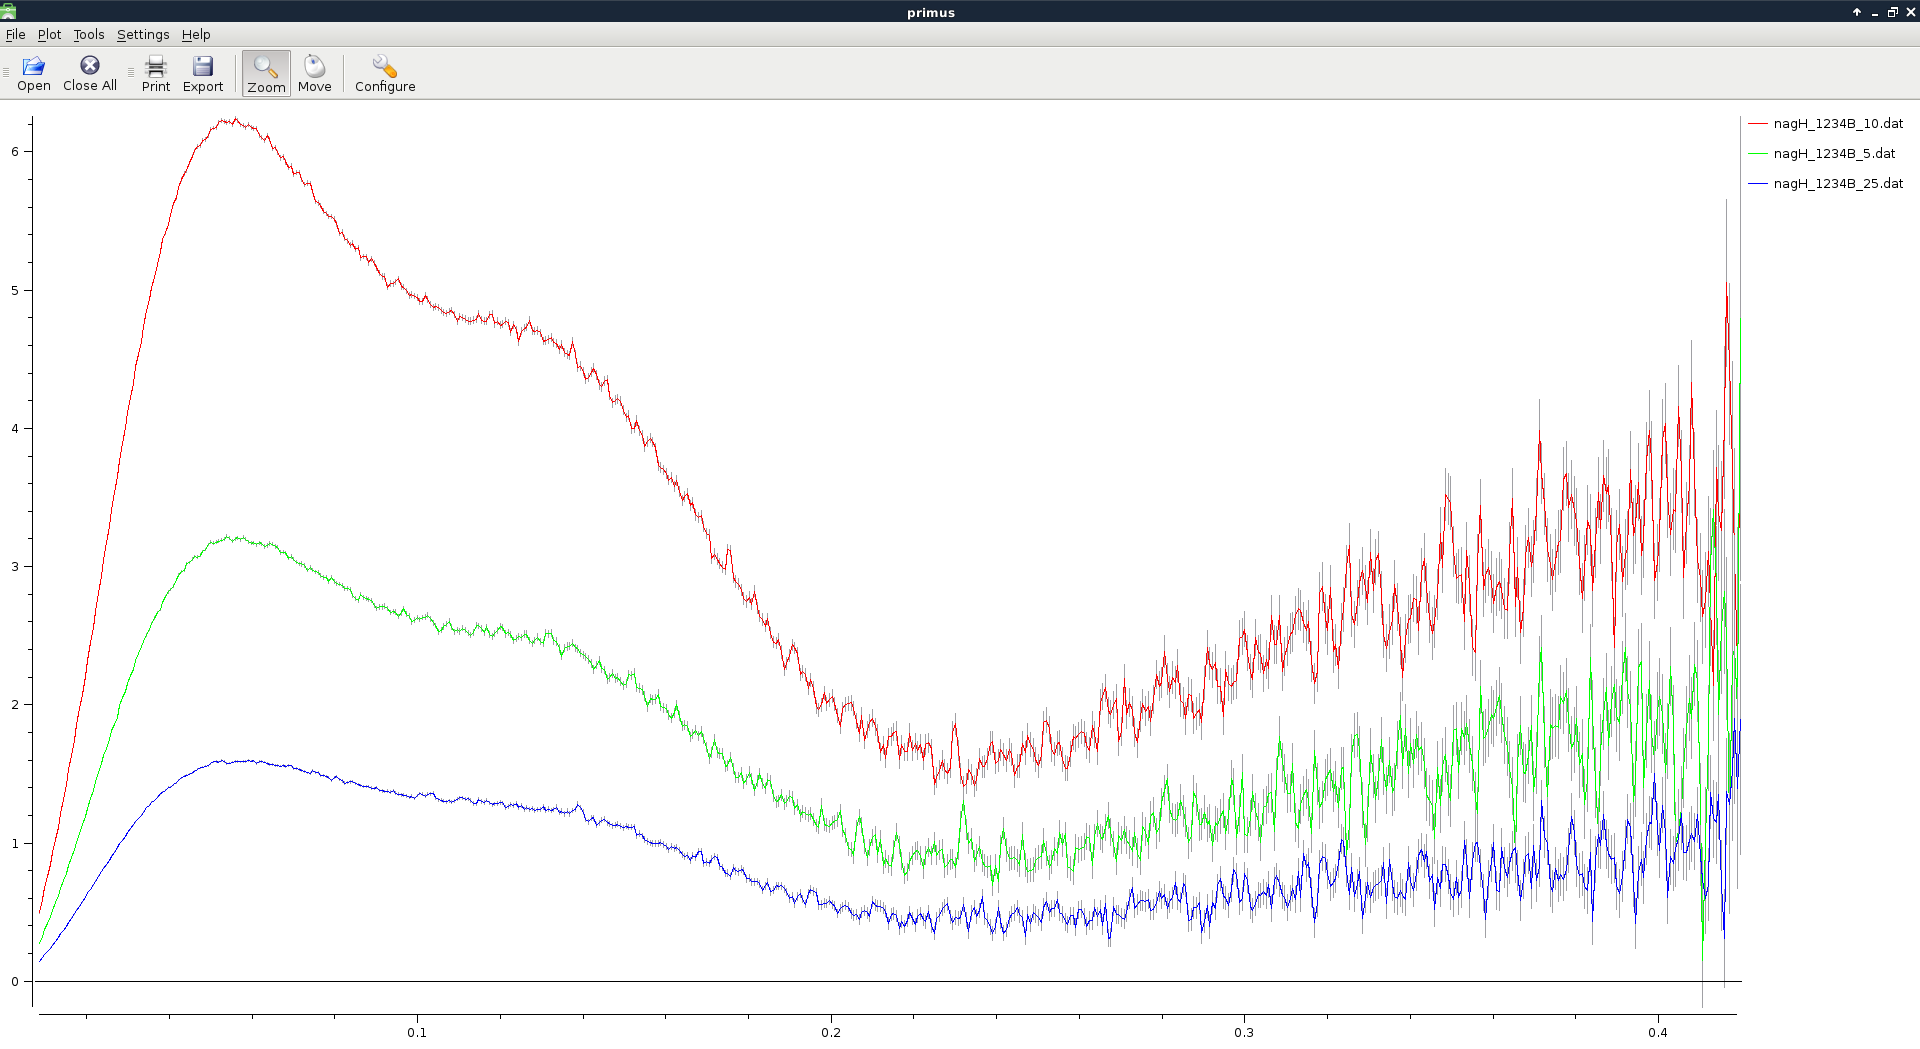 primus
File Plot Tools Settings Help
Open Close All Print Export Zoom Move Configure
nagH_1234B_10.dat
nagH_1234B_5.dat
nagH_1234B_25.dat
6
5
4
3
2
1
0
0.1 0.2 0.3 0.4